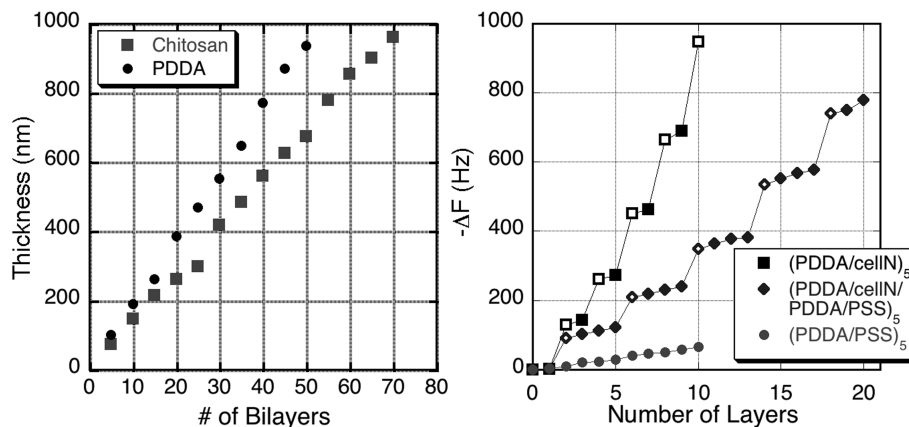 1000
800
600
400
200
0
Thickness (nm)
Chitosan
PDDA
0 10 20 30 40 50 60 70 80
# of Bilayers
1000
800
600
400
200
0
-ΔF (Hz)
(PDDA/cellN)5
(PDDA/cellN/
PDDA/PSS)5
(PDDA/PSS)5
0 5 10 15 20
Number of Layers